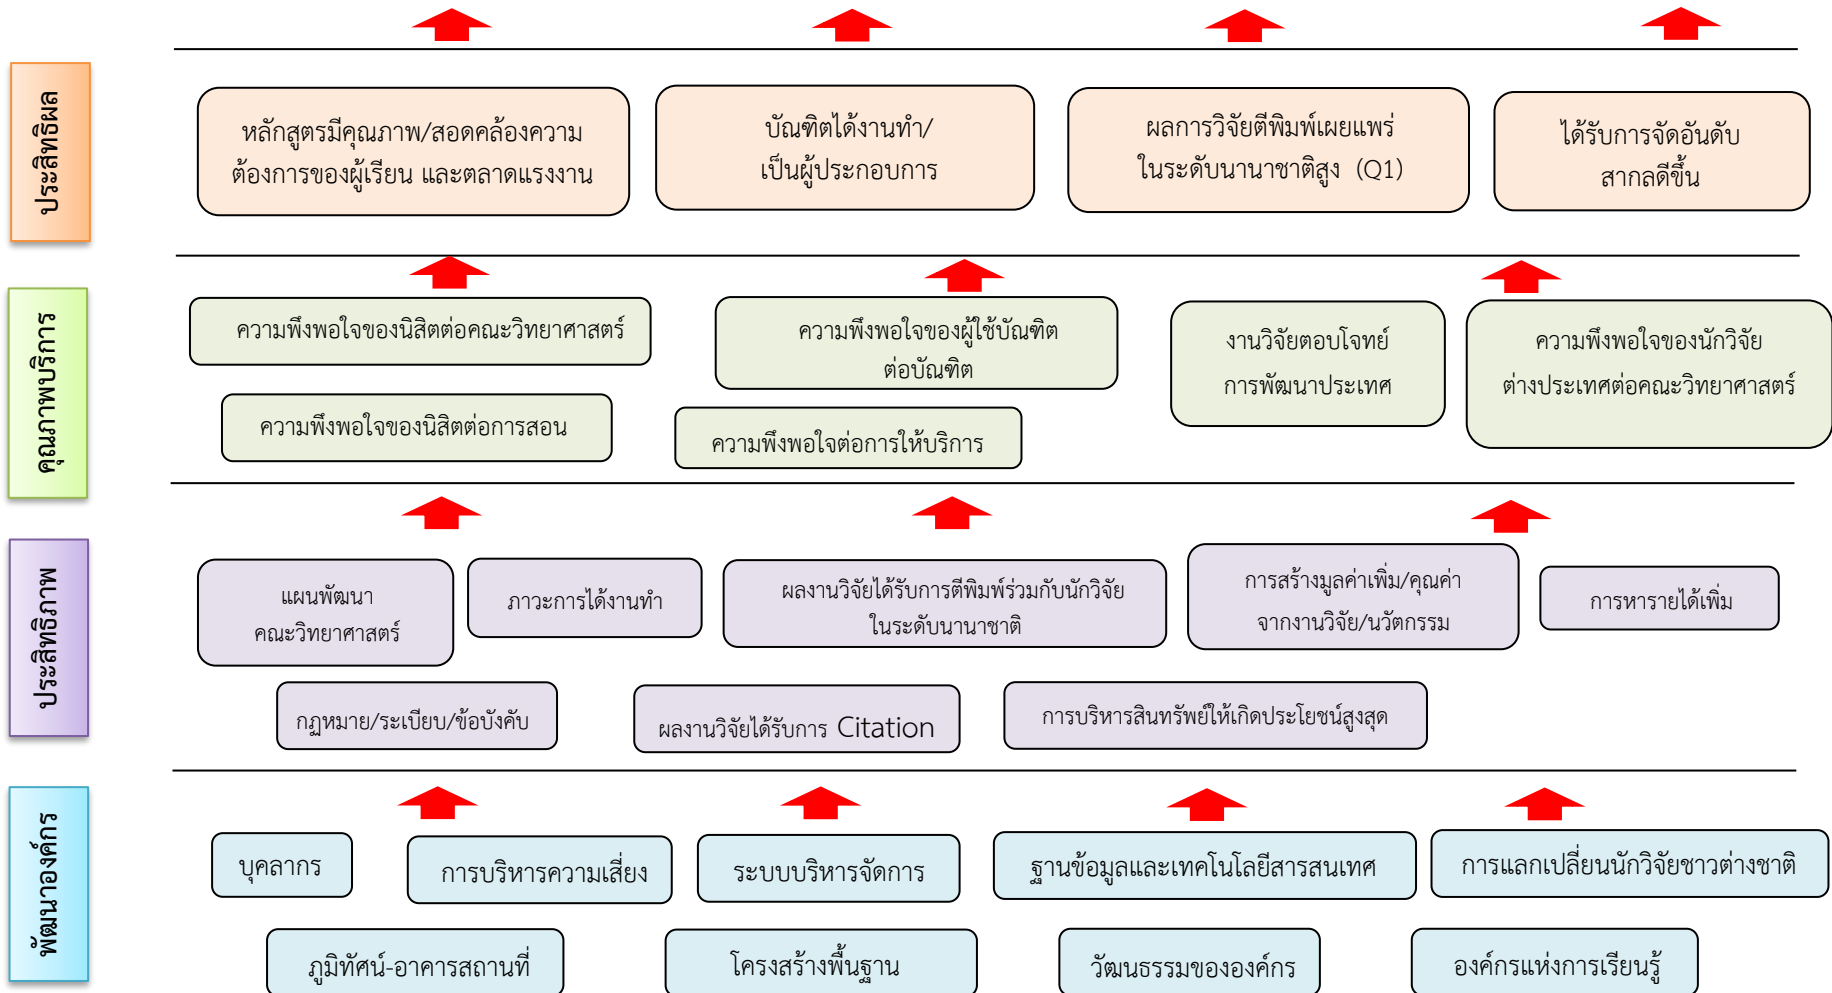 ประสิทธิผล
หลักสูตรมีคุณภาพ/สอดคล้องความ
ต้องการของผู้เรียน และตลาดแรงงาน
บัณฑิตได้งานทำ/
เป็นผู้ประกอบการ
ผลการวิจัยตีพิมพ์เผยแพร่
ในระดับนานาชาติสูง (Q1)
ได้รับการจัดอันดับ
สากลดีขึ้น
คุณภาพบริการ
ความพึงพอใจของนิสิตต่อคณะวิทยาศาสตร์
ความพึงพอใจของผู้ใช้บัณฑิต
ต่อบัณฑิต
งานวิจัยตอบโจทย์
การพัฒนาประเทศ
ความพึงพอใจของนักวิจัย
ต่างประเทศต่อคณะวิทยาศาสตร์
ความพึงพอใจของนิสิตต่อการสอน
ความพึงพอใจต่อการให้บริการ
ประสิทธิภาพ
แผนพัฒนา
คณะวิทยาศาสตร์
ภาวะการได้งานทำ
ผลงานวิจัยได้รับการตีพิมพ์ร่วมกับนักวิจัย
ในระดับนานาชาติ
การสร้างมูลค่าเพิ่ม/คุณค่า
จากงานวิจัย/นวัตกรรม
การหารายได้เพิ่ม
กฎหมาย/ระเบียบ/ข้อบังคับ
ผลงานวิจัยได้รับการ Citation
การบริหารสินทรัพย์ให้เกิดประโยชน์สูงสุด
พัฒนาองค์กร
บุคลากร
การบริหารความเสี่ยง
ระบบบริหารจัดการ
ฐานข้อมูลและเทคโนโลยีสารสนเทศ
การแลกเปลี่ยนนักวิจัยชาวต่างชาติ
ภูมิทัศน์-อาคารสถานที่
โครงสร้างพื้นฐาน
วัฒนธรรมขององค์กร
องค์กรแห่งการเรียนรู้